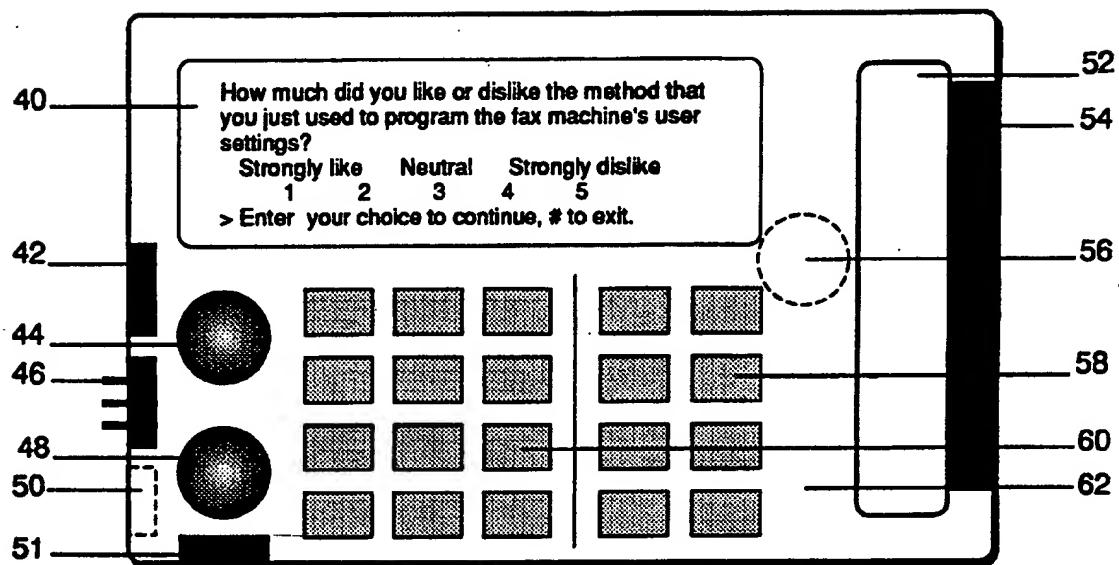 How much did you like or dislike the method that
you just used to program the fax machine's user
settings?
Strongly like Neutral Strongly dislike
1 2 3 4 5
> Enter your choice to continue, # to exit.
40
42
44
46
48
50
51
52
54
56
58
60
62